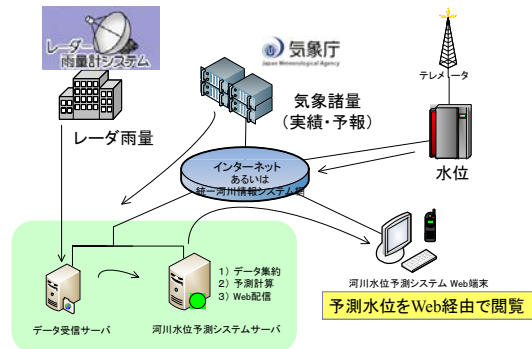 レーダー
雨量計システム
レーダ雨量
気象庁
Japan Meteorological Agency
気象諸量
(実績・予報)
テレメータ
水位
インターネット
あるいは
統一河川情報システム網
データ受信サーバ
河川水位予測システムサーバ
1) データ集約
2) 予測計算
3) Web配信
河川水位予測システム Web端末
予測水位をWeb経由で閲覧